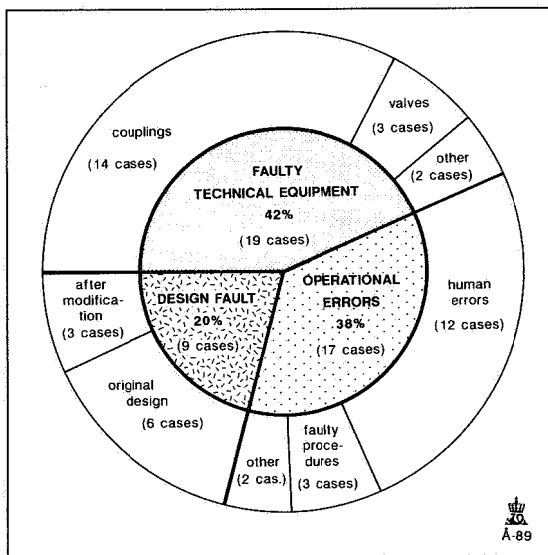 couplings
(14 cases)
valves
(3 cases)
other
(2 cases)
FAULTY
TECHNICAL EQUIPMENT
42%
(19 cases)
OPERATIONAL
ERRORS
38%
(17 cases)
human
errors
(12 cases)
DESIGN FAULT
20%
(9 cases)
after
modifica-
tion
(3 cases)
original
design
(6 cases)
other
(2 cas.)
faulty
proce-
dures
(3 cases)
Å-89